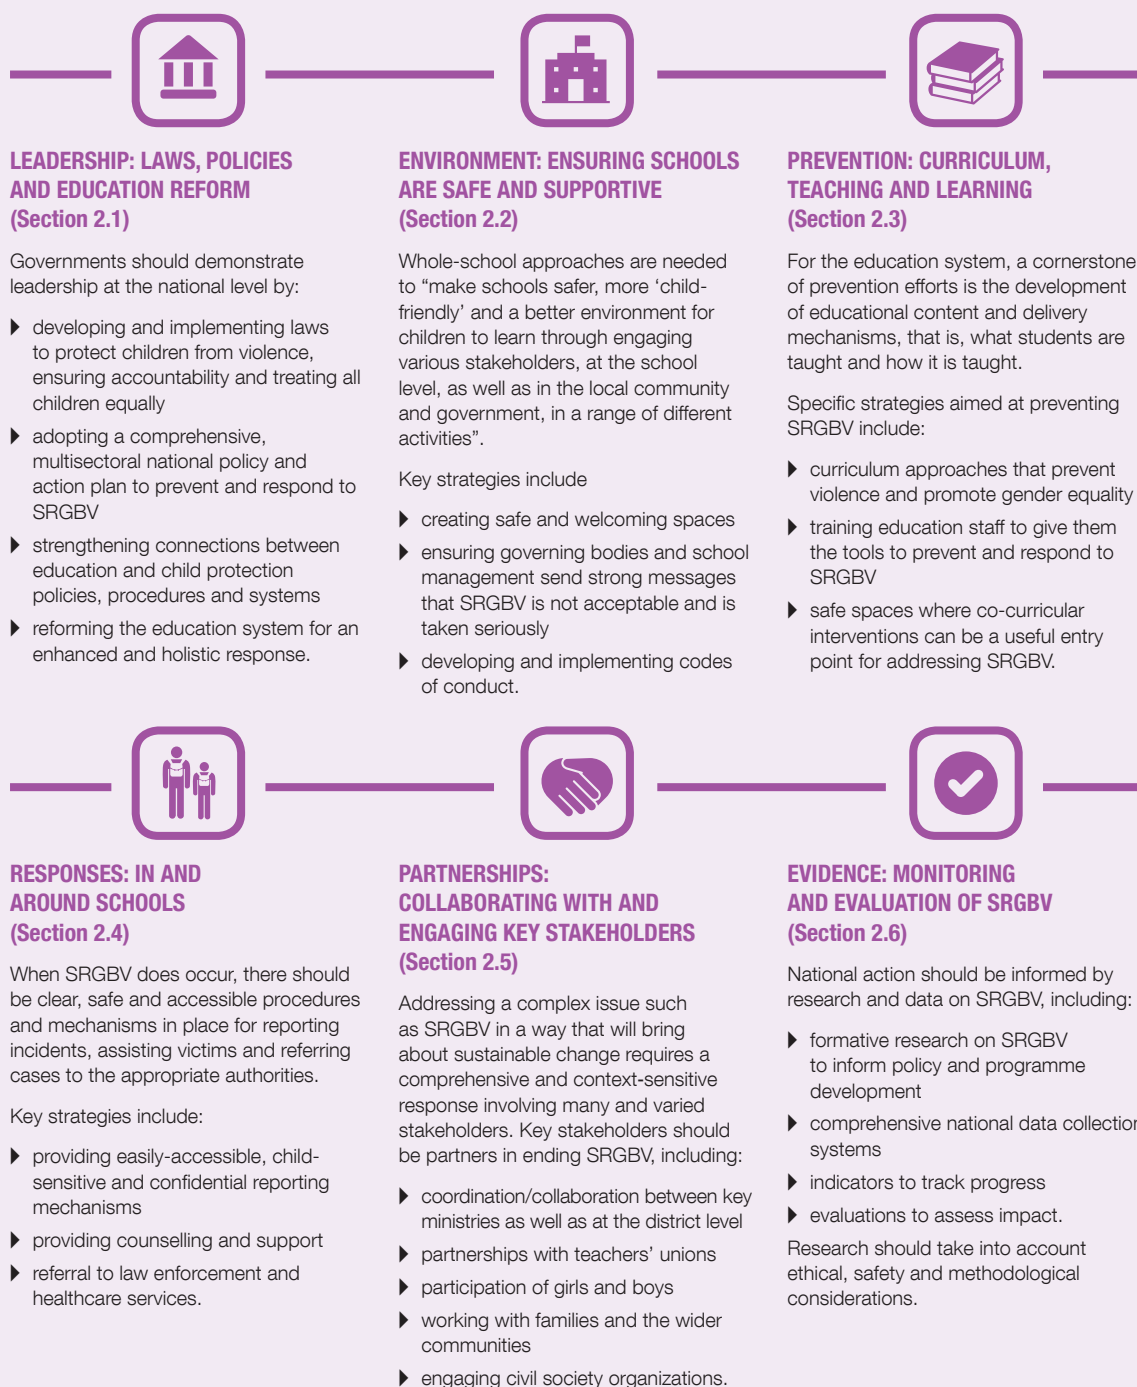 LEADERSHIP: LAWS, POLICIES
AND EDUCATION REFORM
(Section 2.1)
Governments should demonstrate
leadership at the national level by:
developing and implementing laws
to protect children from violence,
ensuring accountability and treating all
children equally
adopting a comprehensive,
multisectoral national policy and
action plan to prevent and respond to
SRGBV
strengthening connections between
education and child protection
policies, procedures and systems
reforming the education system for an
enhanced and holistic response.
ENVIRONMENT: ENSURING SCHOOLS
ARE SAFE AND SUPPORTIVE
(Section 2.2)
Whole-school approaches are needed
to “make schools safer, more ‘child-
friendly’ and a better environment for
children to learn through engaging
various stakeholders, at the school
level, as well as in the local community
and government, in a range of different
activities”.
Key strategies include
creating safe and welcoming spaces
ensuring governing bodies and school
management send strong messages
that SRGBV is not acceptable and is
taken seriously
developing and implementing codes
of conduct.
PREVENTION: CURRICULUM,
TEACHING AND LEARNING
(Section 2.3)
For the education system, a cornerstone
of prevention efforts is the development
of educational content and delivery
mechanisms, that is, what students are
taught and how it is taught.
Specific strategies aimed at preventing
SRGBV include:
curriculum approaches that prevent
violence and promote gender equality
training education staff to give them
the tools to prevent and respond to
SRGBV
safe spaces where co-curricular
interventions can be a useful entry
point for addressing SRGBV.
RESPONSES: IN AND
AROUND SCHOOLS
(Section 2.4)
When SRGBV does occur, there should
be clear, safe and accessible procedures
and mechanisms in place for reporting
incidents, assisting victims and referring
cases to the appropriate authorities.
Key strategies include:
providing easily-accessible, child-
sensitive and confidential reporting
mechanisms
providing counselling and support
referral to law enforcement and
healthcare services.
PARTNERSHIPS:
COLLABORATING WITH AND
ENGAGING KEY STAKEHOLDERS
(Section 2.5)
Addressing a complex issue such
as SRGBV in a way that will bring
about sustainable change requires a
comprehensive and context-sensitive
response involving many and varied
stakeholders. Key stakeholders should
be partners in ending SRGBV, including:
coordination/collaboration between key
ministries as well as at the district level
partnerships with teachers’ unions
participation of girls and boys
working with families and the wider
communities
engaging civil society organizations.
EVIDENCE: MONITORING
AND EVALUATION OF SRGBV
(Section 2.6)
National action should be informed by
research and data on SRGBV, including:
formative research on SRGBV
to inform policy and programme
development
comprehensive national data collection
systems
indicators to track progress
evaluations to assess impact.
Research should take into account
ethical, safety and methodological
considerations.